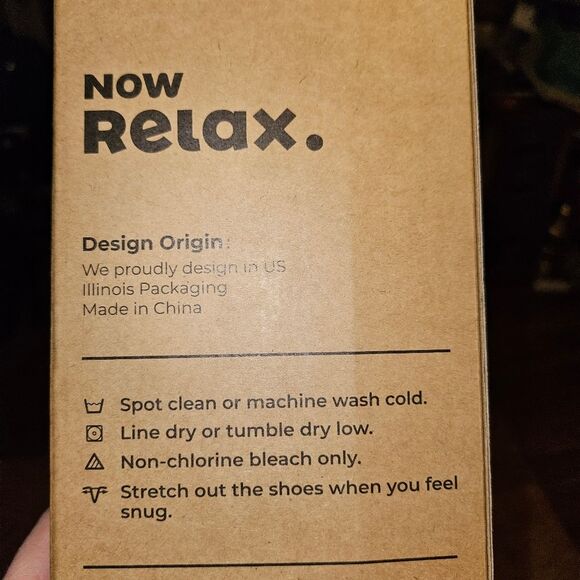 NOW
Relax.
Design Origin:
We proudly design in US
Illinois Packaging
Made in China
Spot clean or machine wash cold.
Line dry or tumble dry low.
Non-chlorine bleach only.
Stretch out the shoes when you feel
snug.